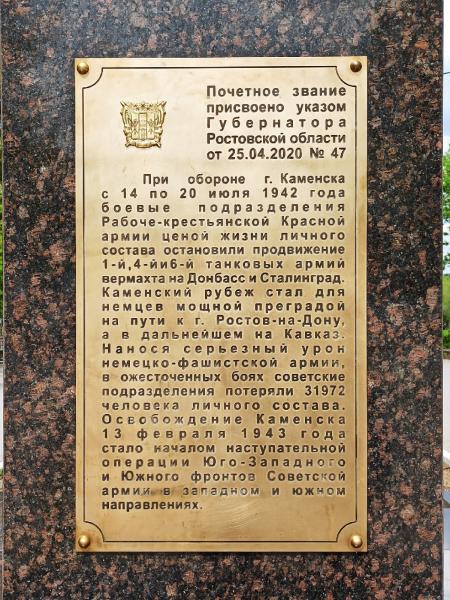 Почетное звание
присвоено указом
Губернатора
Ростовской области
от 25.04.2020 № 47
При обороне г. Каменска
с 14 по 20 июля 1942 года
боевые подразделения
Рабоче-крестьянской Красной
армии ценой жизни личного
состава остановили продвижение
1-й,4-йи6-й танковых армий
вермахта на Донбасс и Сталинград.
Каменский рубеж стал для
немцев мощной преградой
на пути к г. Ростов-на-Дону,
а в дальнейшем на Кавказ.
Нанося серьезный урон
немецко-фашистской армии,
в ожесточенных боях советские
подразделения потеряли 31972
человека личного состава.
Освобождение Каменска
13 февраля 1943 года
стало началом наступательной
операции Юго-Западного
и Южного фронтов Советской
армии в западном и южном
направлениях.